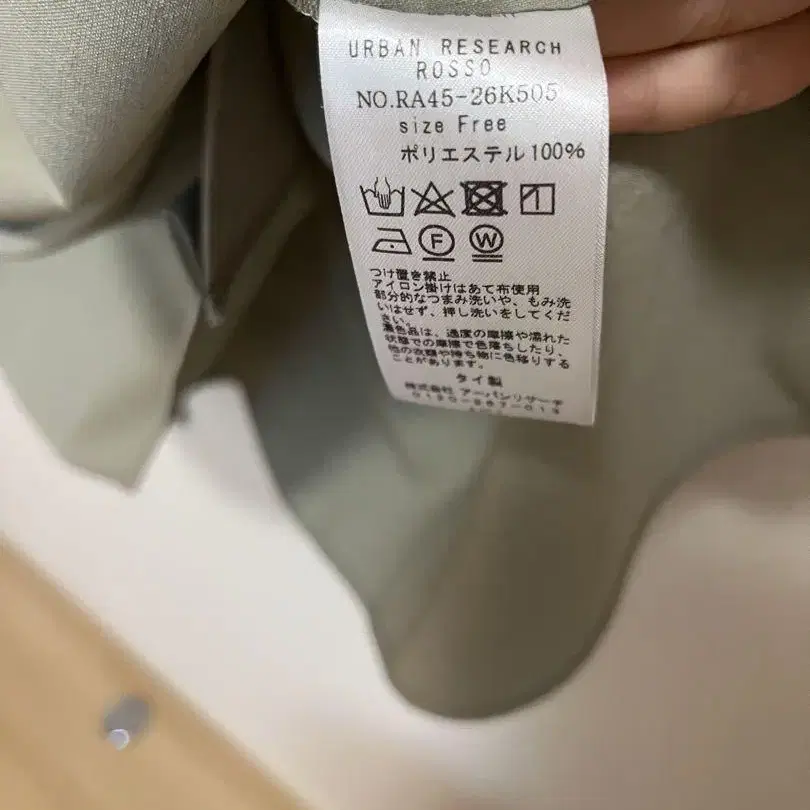 URBAN RESEARCH
ROSSO
NO.RA45-26K505
size Free
ポリエステル100%
1
F W
つけ置き禁止
アイロン掛けはあて布使用
部分的なつまみ洗いや、もみ洗
いはせず、押し洗いをしてくだ
さい。
濃色品は、過度の摩擦や濡れた
状態での摩擦で色落ちしたり、
他の衣類や持ち物に色移りする
ことがあります。
タイ製
株式会社 アーバンリサーチ